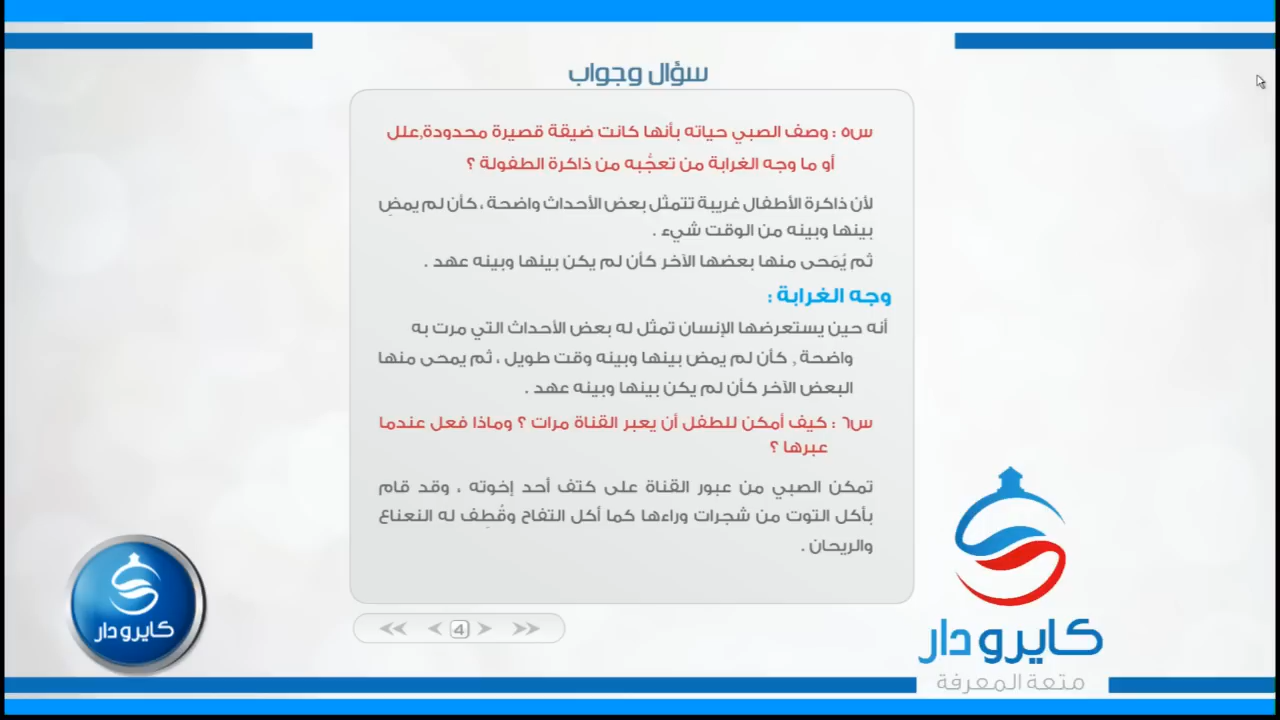 سؤال وجواب
س٥ : وصف الصبي حياته بأنها كانت ضيقة قصيرة محدودة,علل
أو ما وجه الغرابة من تعجُّبه من ذاكرة الطفولة ؟
لأن ذاكرة الأطفال غريبة تتمثل بعض الأحداث واضحة ، كأن لم يمضِ
بينها وبينه من الوقت شيء .
ثم يُمَحى منها بعضها الآخر كأن لم يكن بينها وبينه عهد .
وجه الغرابة :
أنه حين يستعرضها الإنسان تمثل له بعض الأحداث التي مرت به
واضحة , كأن لم يمض بينها وبينه وقت طويل ، ثم يمحى منها
البعض الآخر كأن لم يكن بينها وبينه عهد .
س٦ : كيف أمكن للطفل أن يعبر القناة مرات ؟ وماذا فعل عندما
عبرها ؟
تمكن الصبي من عبور القناة على كتف أحد إخوته ، وقد قام
بأكل التوت من شجرات وراءها كما أكل التفاح وقُطِف له النعناع
والريحان .
4
كايرو دار
كايرو دار
متعة المعرفة